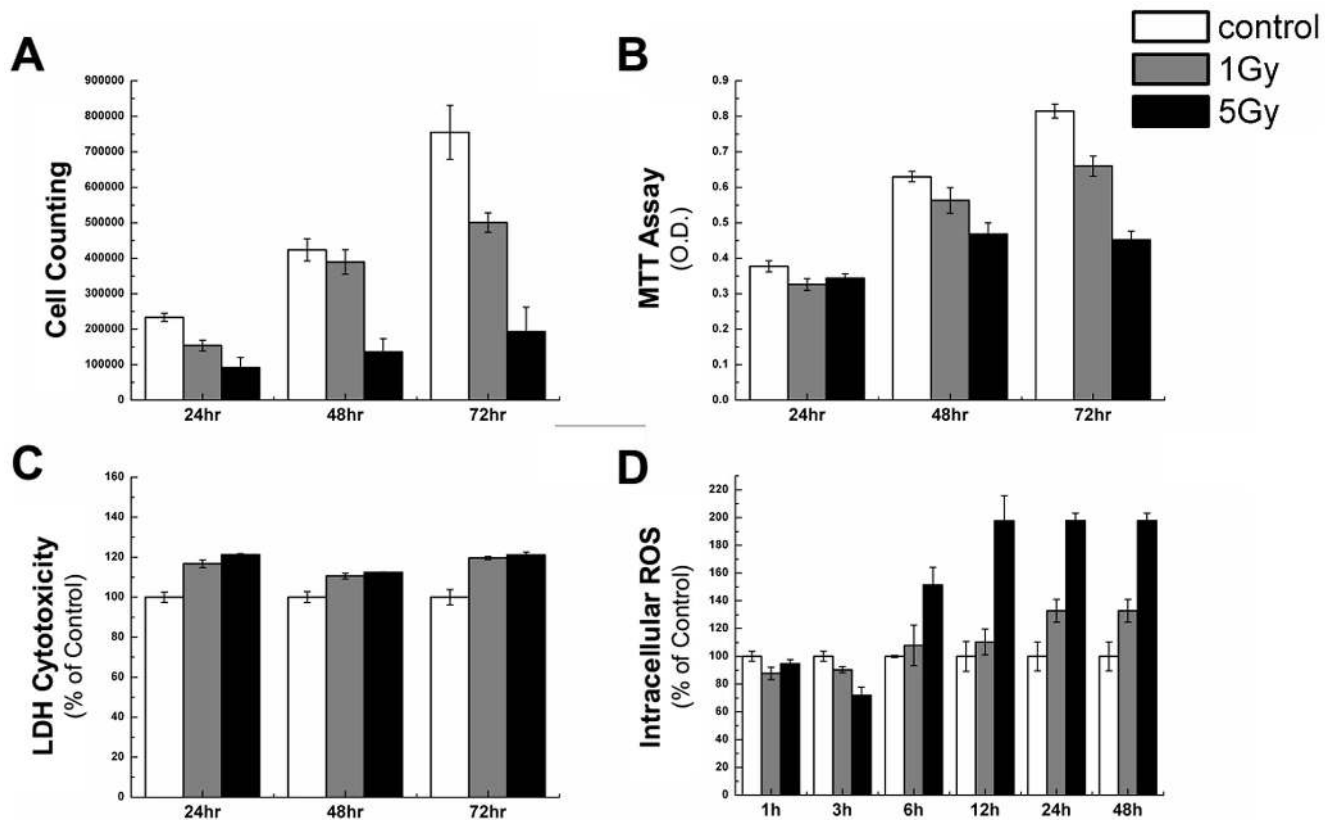 control
1Gy
5Gy
A
Cell Counting
900000
800000
700000
600000
500000
400000
300000
200000
100000
0
24hr 48hr 72hr
B
MTT Assay
(O.D.)
0.9
0.8
0.7
0.6
0.5
0.4
0.3
0.2
0.1
0.0
24hr 48hr 72hr
C
LDH Cytotoxicity
(% of Control)
160
140
120
100
80
60
40
20
0
24hr 48hr 72hr
D
Intracellular ROS
(% of Control)
220
200
180
160
140
120
100
80
60
40
20
0
1h 3h 6h 12h 24h 48h